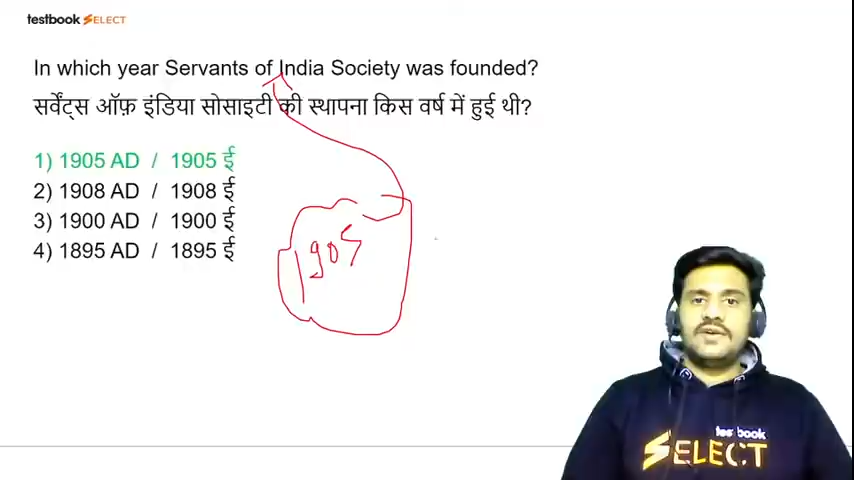 testbook SELECT
In which year Servants of India Society was founded?
सर्वेंट्स ऑफ़ इंडिया सोसाइटी की स्थापना किस वर्ष में हुई थी?
1) 1905 AD / 1905 ई
2) 1908 AD / 1908 ई
3) 1900 AD / 1900 ई
4) 1895 AD / 1895 ई
1905
testbook
SELECT